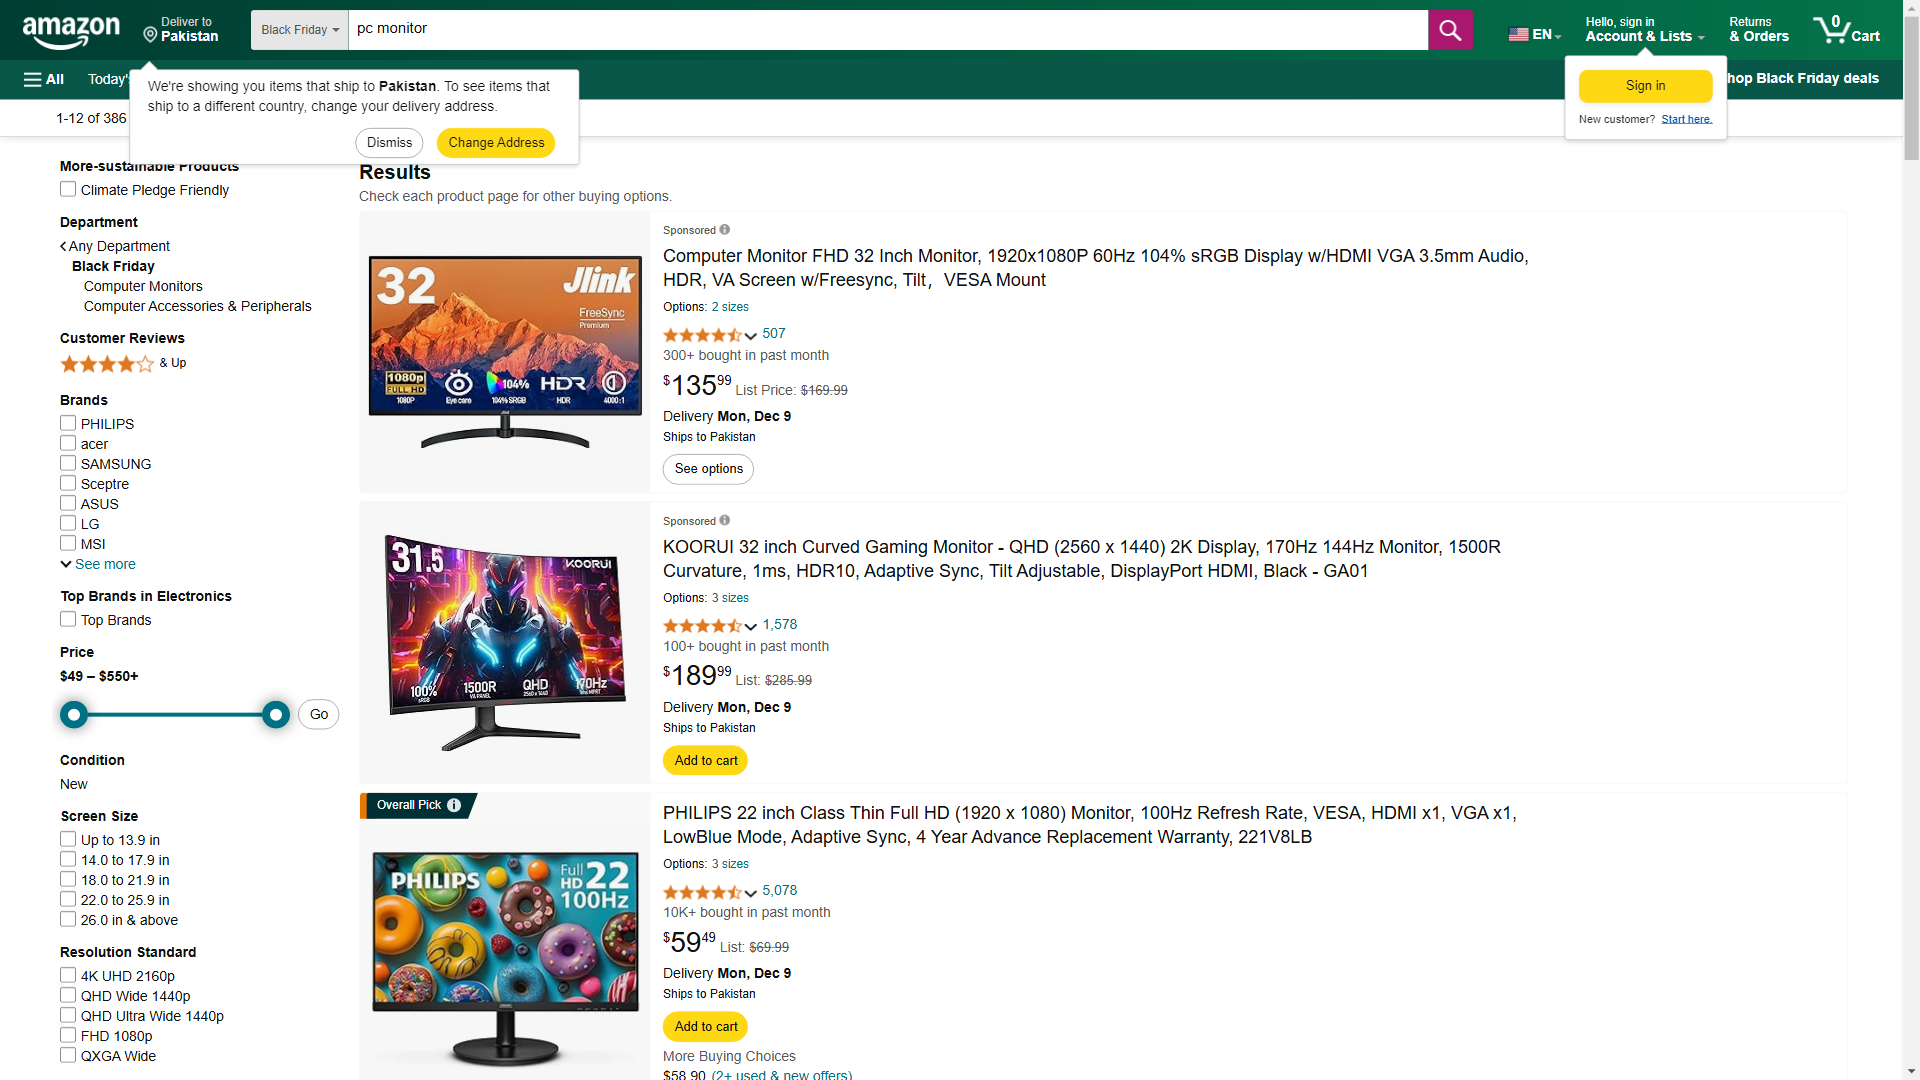 amazon
Deliver to
Pakistan
Black Friday
pc monitor
EN
Hello, sign in
Account & Lists
Returns
& Orders
0
Cart
All
Today's
hop Black Friday deals
We're showing you items that ship to Pakistan. To see items that
ship to a different country, change your delivery address.
Dismiss
Change Address
Sign in
New customer? Start here.
1-12 of 386
More-sustainable Products
Climate Pledge Friendly
Department
Any Department
Black Friday
Computer Monitors
Computer Accessories & Peripherals
Customer Reviews
& Up
Brands
PHILIPS
acer
SAMSUNG
Sceptre
ASUS
LG
MSI
See more
Top Brands in Electronics
Top Brands
Price
$49 – $550+
Go
Condition
New
Screen Size
Up to 13.9 in
14.0 to 17.9 in
18.0 to 21.9 in
22.0 to 25.9 in
26.0 in & above
Resolution Standard
4K UHD 2160p
QHD Wide 1440p
QHD Ultra Wide 1440p
FHD 1080p
QXGA Wide
Results
Check each product page for other buying options.
32
Jlink
FreeSync
Premium
1080p
FULL HD
104%
HDR
1080P
Eye care
104% SRGB
HDR
4000:1
Sponsored
Computer Monitor FHD 32 Inch Monitor, 1920x1080P 60Hz 104% sRGB Display w/HDMI VGA 3.5mm Audio,
HDR, VA Screen w/Freesync, Tilt，VESA Mount
Options: 2 sizes
507
300+ bought in past month
$135.99 List Price: $169.99
Delivery Mon, Dec 9
Ships to Pakistan
See options
31.5
KOORUI
100%
sRGB
1500R
VA PANEL
QHD
2560 x 1440
170Hz
Sponsored
KOORUI 32 inch Curved Gaming Monitor - QHD (2560 x 1440) 2K Display, 170Hz 144Hz Monitor, 1500R
Curvature, 1ms, HDR10, Adaptive Sync, Tilt Adjustable, DisplayPort HDMI, Black - GA01
Options: 3 sizes
1,578
100+ bought in past month
$189.99 List: $285.99
Delivery Mon, Dec 9
Ships to Pakistan
Add to cart
Overall Pick
PHILIPS
Full
HD 22
100Hz
PHILIPS 22 inch Class Thin Full HD (1920 x 1080) Monitor, 100Hz Refresh Rate, VESA, HDMI x1, VGA x1,
LowBlue Mode, Adaptive Sync, 4 Year Advance Replacement Warranty, 221V8LB
Options: 3 sizes
5,078
10K+ bought in past month
$59.49 List: $69.99
Delivery Mon, Dec 9
Ships to Pakistan
Add to cart
More Buying Choices
$58.90 (2+ used & new offers)